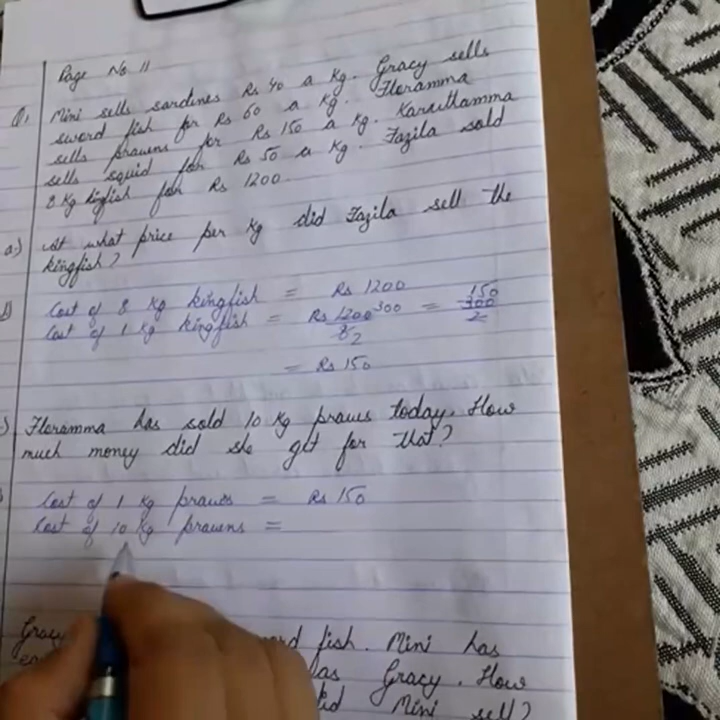 Page No 11
Q. Mini sells sardines Rs 40 a Kg. Gracy sells
sword fish for Rs 60 a Kg. Floramma
sells prawns for Rs 150 a Kg. Karuthamma
sells squid for Rs 50 a Kg. Fazila sold
8 Kg kingfish for Rs 1200.
a.) At what price per Kg did Fazila sell the
kingfish?
Cost of 8 Kg kingfish = Rs 1200
Cost of 1 Kg kingfish = Rs 1200 300 / 8 2 = 150 300 / 2
= Rs 150
Floramma has sold 10 Kg prawns today. How
much money did she get for that?
Cost of 1 Kg prawns = Rs 150
Cost of 10 Kg prawns =
Gracy fish. Mini has
as Gracy. How
Mini sell?